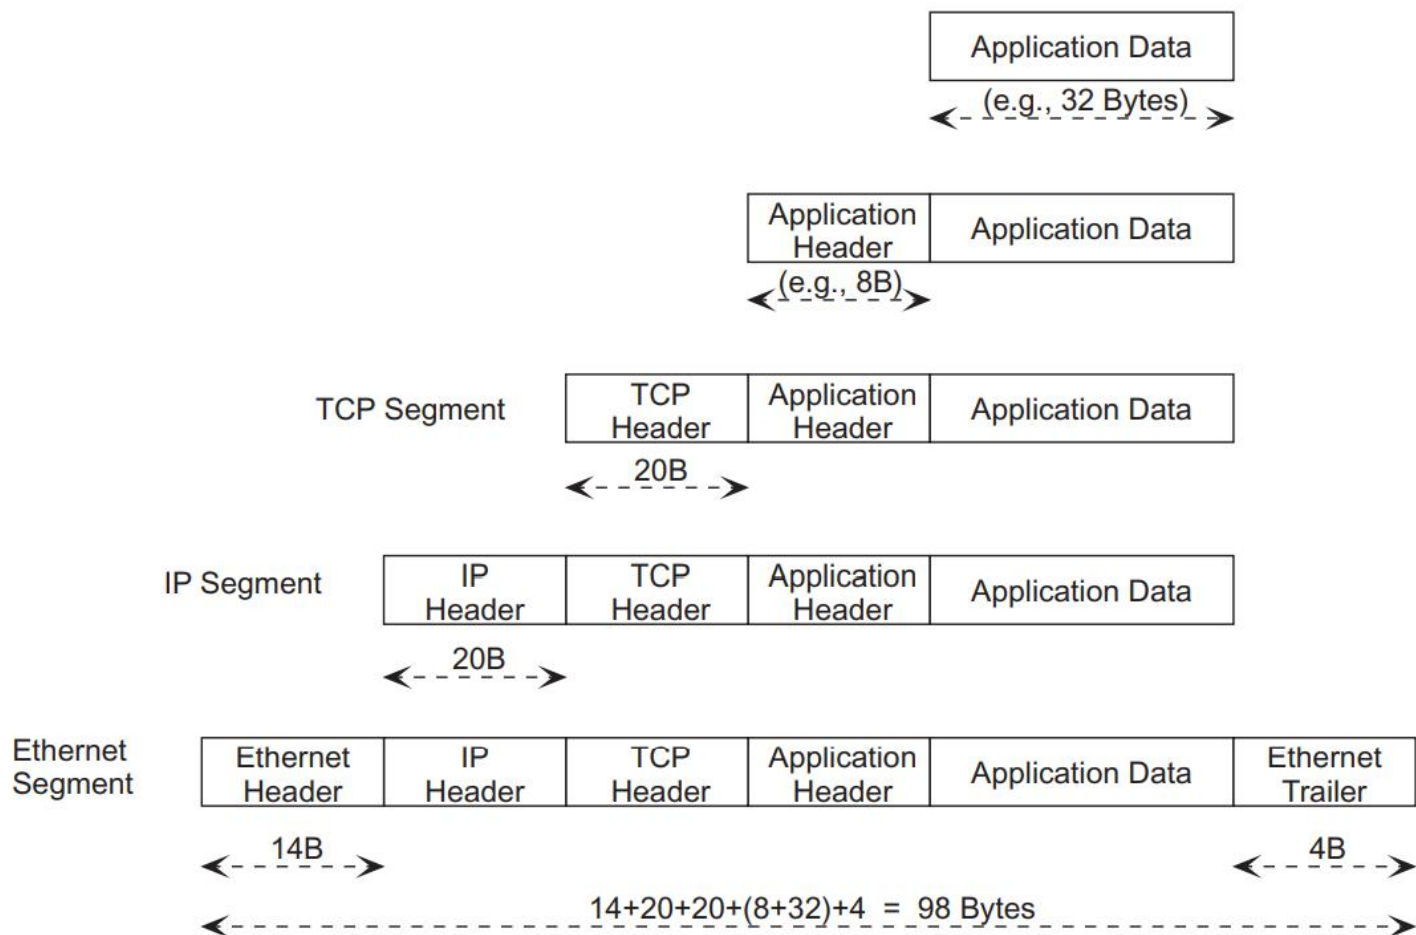 Application Data
(e.g., 32 Bytes)
Application
Header
Application Data
(e.g., 8B)
TCP Segment
TCP
Header
Application
Header
Application Data
20B
IP Segment
IP
Header
TCP
Header
Application
Header
Application Data
20B
Ethernet
Segment
Ethernet
Header
IP
Header
TCP
Header
Application
Header
Application Data
Ethernet
Trailer
14B
4B
14+20+20+(8+32)+4 = 98 Bytes